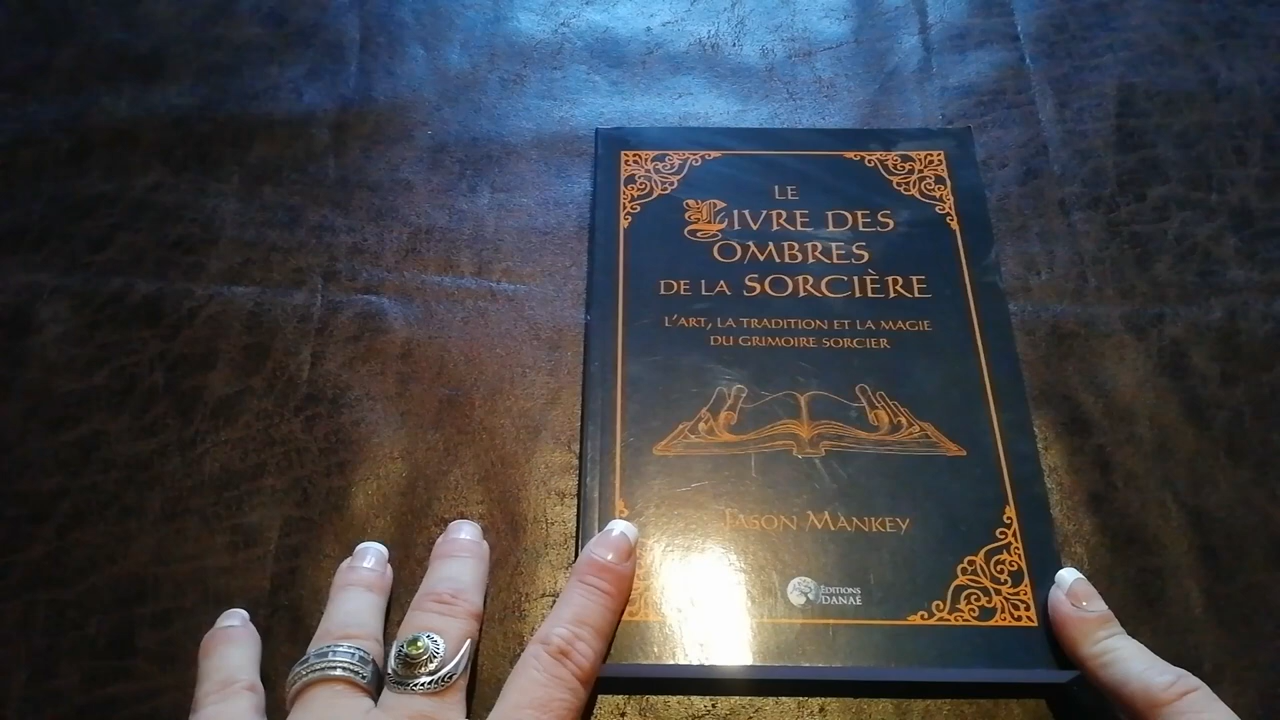 LE
LIVRE DES
OMBRES
DE LA SORCIÈRE
L'ART, LA TRADITION ET LA MAGIE
DU GRIMOIRE SORCIER
JASON MANKEY
ÉDITIONS
DANAÉ